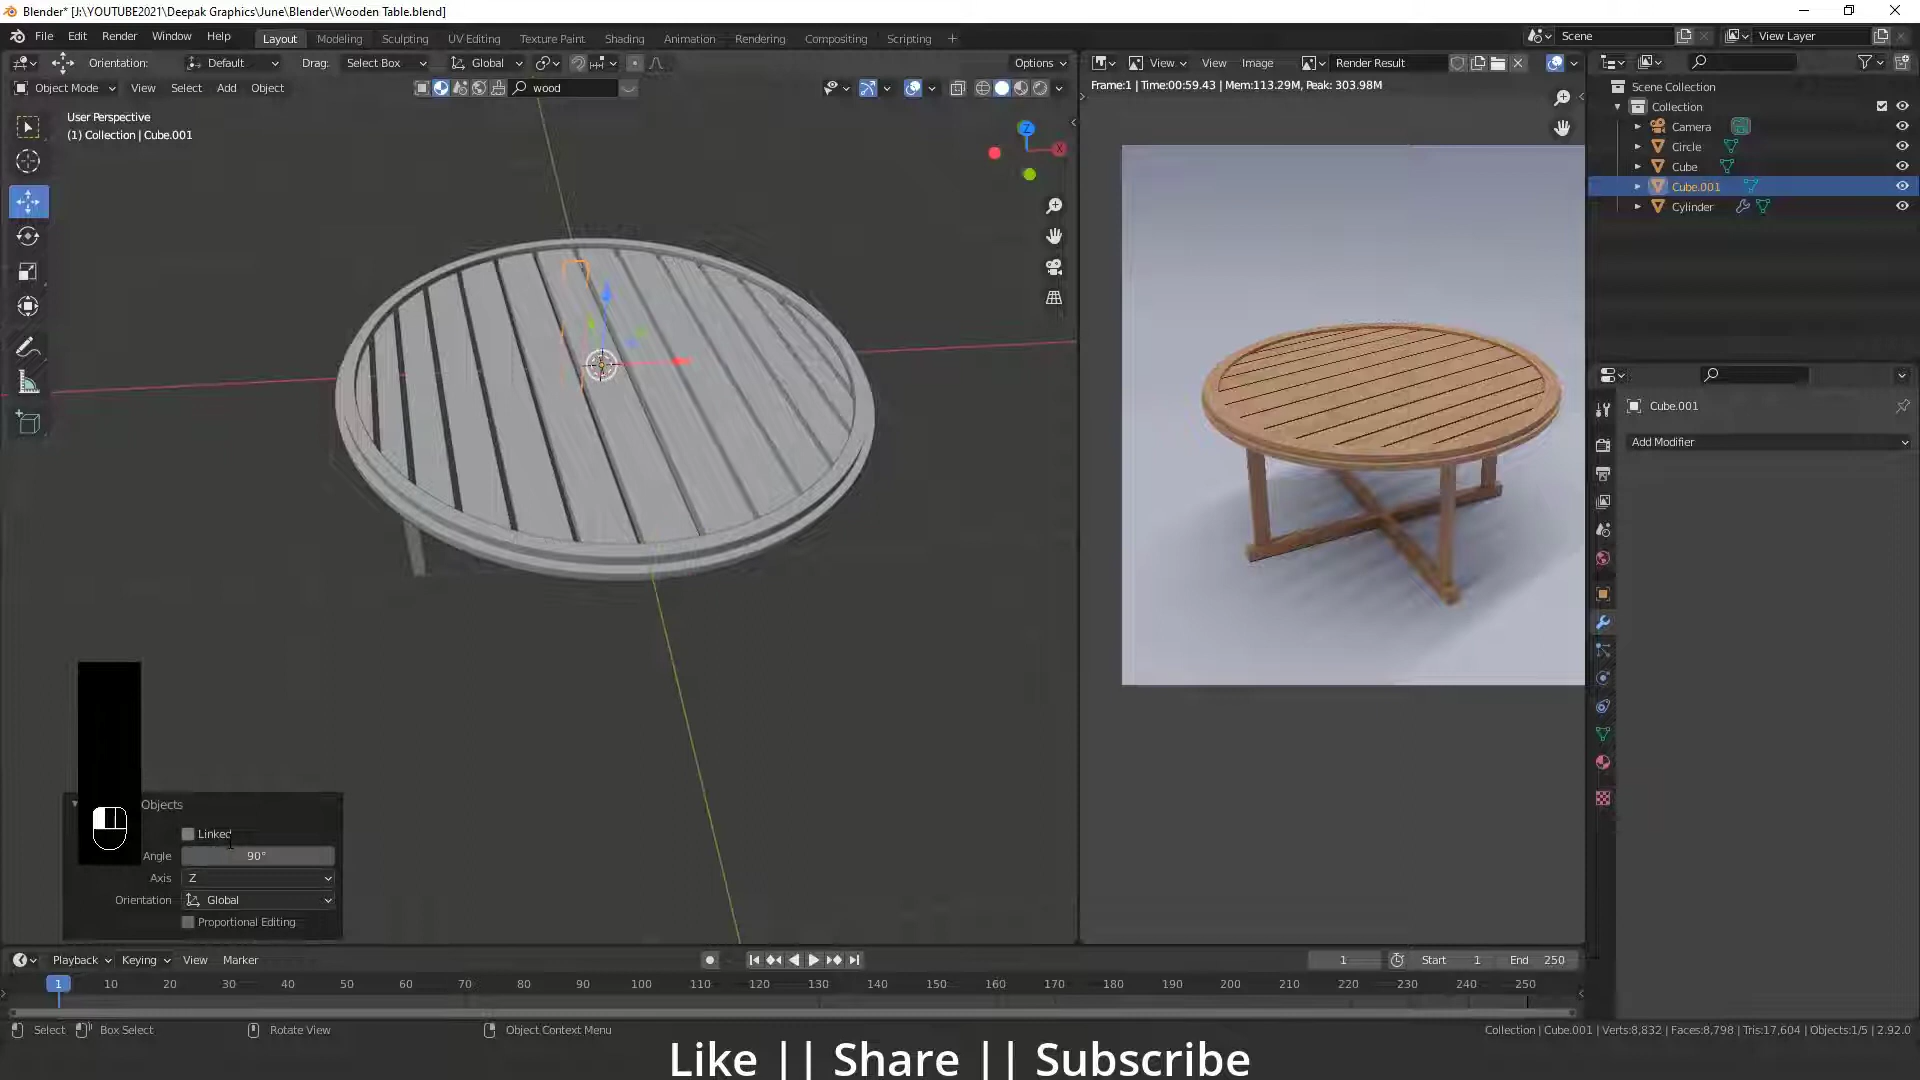 Blender* [J:\YOUTUBE2021\Deepak Graphics\June\Blender\Wooden Table.blend]
File Edit Render Window Help Layout Modeling Sculpting UV Editing Texture Paint Shading Animation Rendering Compositing Scripting + Scene View Layer
Orientation: Default Drag: Select Box Global Options View View Image Render Result
Object Mode View Select Add Object wood
Frame:1 | Time:00:59.43 | Mem:113.29M, Peak: 303.98M
User Perspective
(1) Collection | Cube.001
Z
X
Scene Collection
Collection
Camera
Circle
Cube
Cube.001
Cylinder
Cube.001
Add Modifier
Objects
Linked
Angle 90°
Axis Z
Orientation Global
Proportional Editing
Playback Keying View Marker 1 Start 1 End 250
1 10 20 30 40 50 60 70 80 90 100 110 120 130 140 150 160 170 180 190 200 210 220 230 240 250
Select Box Select Rotate View Object Context Menu Collection | Cube.001 | Verts:8,832 | Faces:8,798 | Tris:17,604 | Objects:1/5 | 2.92.0
Like || Share || Subscribe